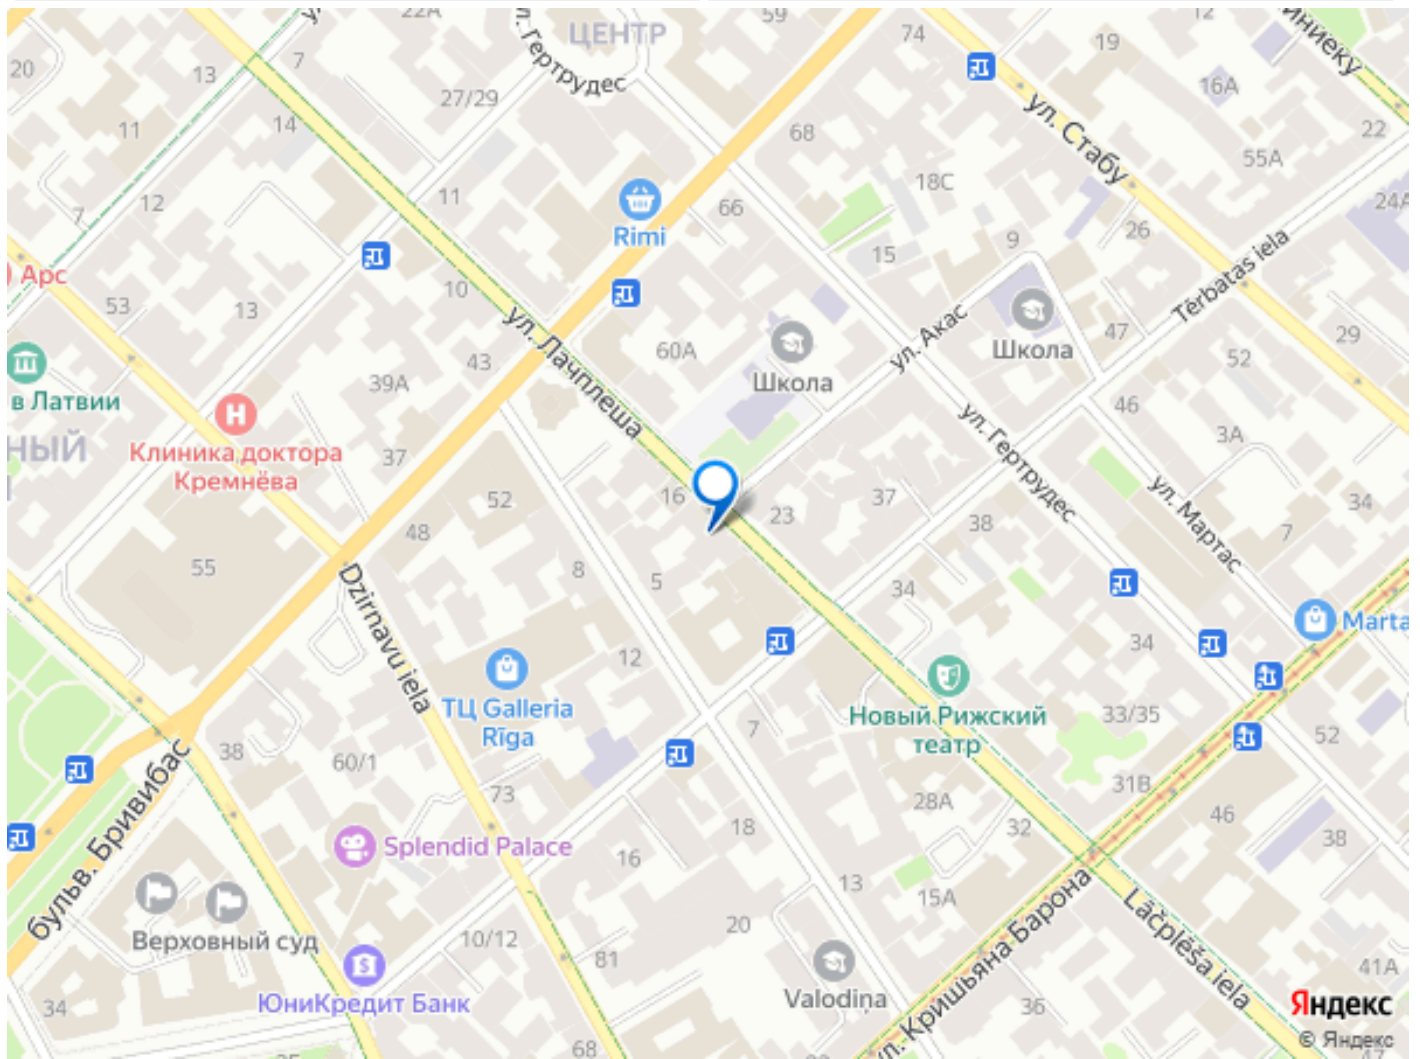 22А
ЦЕНТР
59
74
12
19
20
13
7
ул. Гертрудес
27/29
16А
22
11
14
68
ул. Стабу
55А
12
11
18С
24А
7
66
26
Rimi
15
9
Арс
53
13
10
Tērbatas iela
ул. Лачплеша
60А
ул. Акас
47
29
43
Школа
52
39А
Школа
в Латвии
46
НЫЙ
Клиника доктора
Кремнёва
37
ул. Гертрудес
3А
52
16
23
37
38
ул. Мартас
34
48
7
55
8
5
34
Dzirnavu iela
Marta
12
34
ТЦ Galleria
Rīga
Новый Рижский
театр
33/35
38
60/1
7
52
бульв. Бривибас
73
28А
31В
46
Splendid Palace
18
32
38
16
13
15А
Верховный суд
10/12
20
ул. Кришьяна Барона
Lāčplēša iela
81
41А
ЮниКредит Банк
Valodiņa
34
36
Яндекс
68
© Яндекс